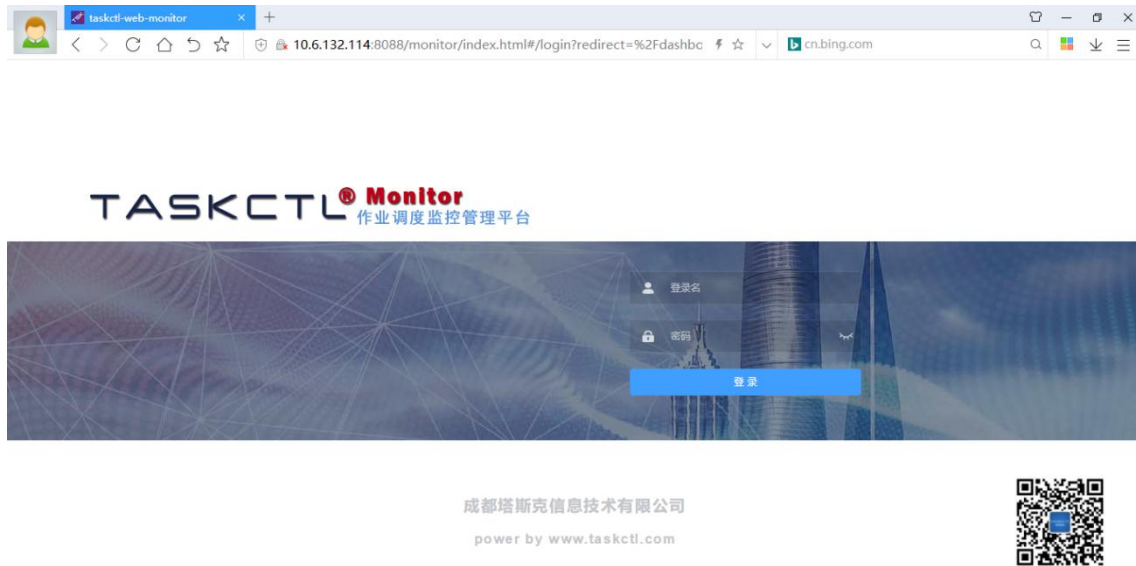 taskctl-web-monitor
10.6.132.114:8088/monitor/index.html#/login?redirect=%2Fdashbc
cn.bing.com
TASKCTL® Monitor
作业调度监控管理平台
登录名
密码
登录
成都塔斯克信息技术有限公司
power by www.taskctl.com